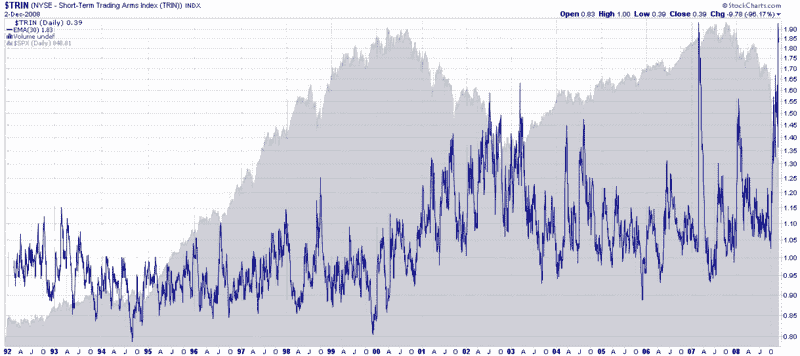 $TRIN (NYSE - Short-Term Trading Arms Index (TRIN)) INDX
© StockCharts.com
2-Dec-2008
Open 0.83 High 1.00 Low 0.39 Close 0.39 Chg -9.78 (-96.17%)
$TRIN (Daily) 0.39
EMA(30) 1.83
Volume undef
$SPX (Daily) 848.81
1.90
1.85
1.80
1.75
1.70
1.65
1.60
1.55
1.50
1.45
1.40
1.35
1.30
1.25
1.20
1.15
1.10
1.05
1.00
0.95
0.90
0.85
0.80
92 A J O 93 A J O 94 A J O 95 A J O 96 A J O 97 A J O 98 A J O 99 A J O 00 A J O 01 A J O 02 A J O 03 A J O 04 A J O 05 A J O 06 A J O 07 A J O 08 A J O